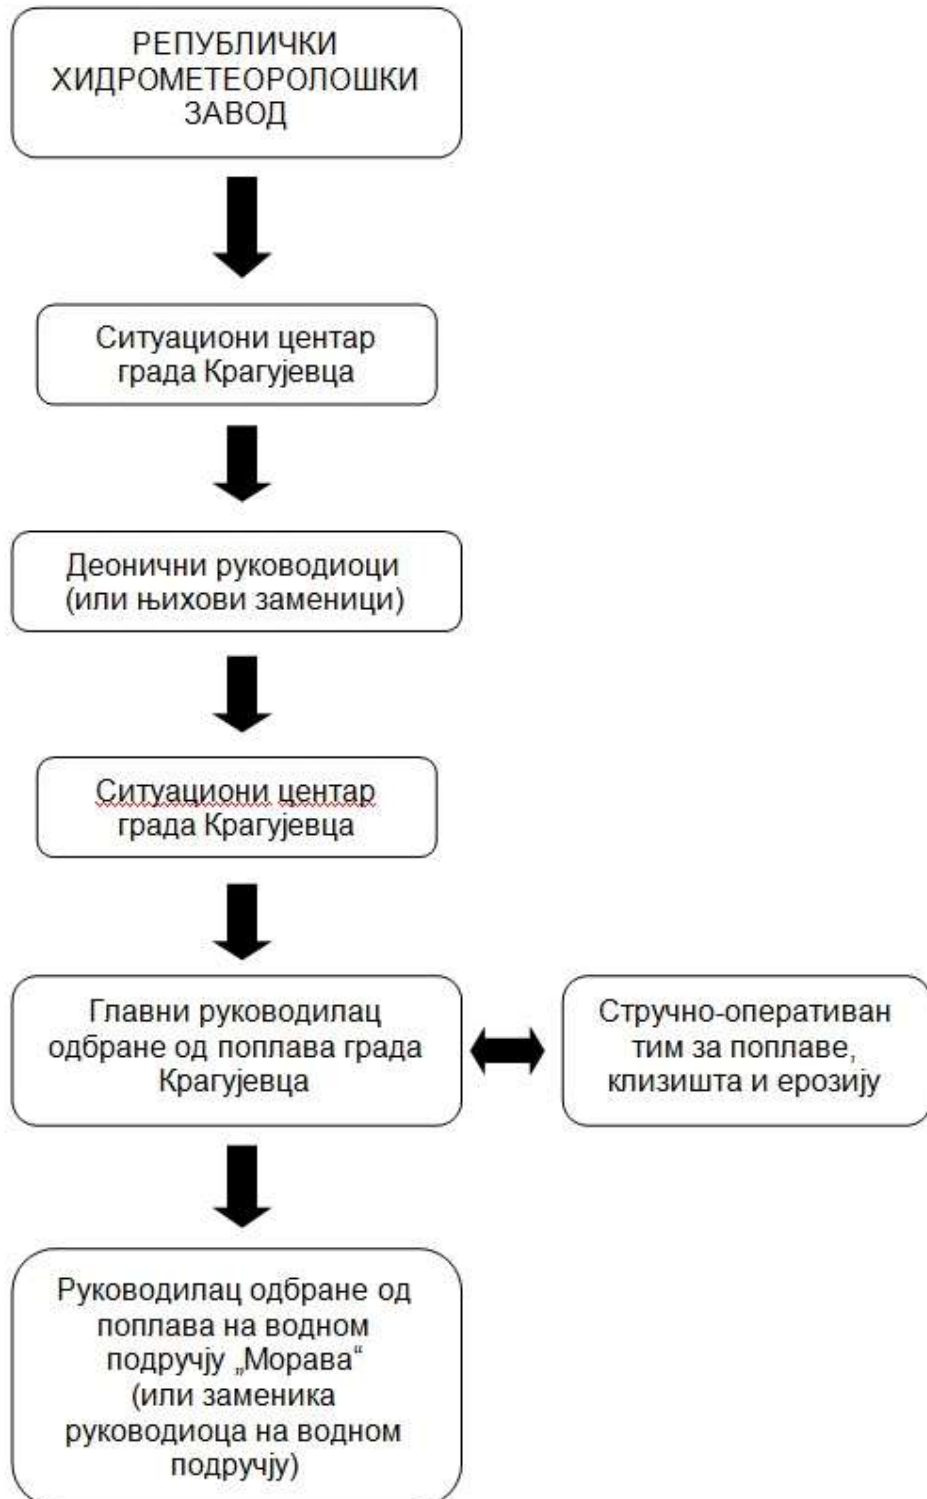 РЕПУБЛИЧКИ
ХИДРОМЕТЕОРОЛОШКИ
ЗАВОД
Ситуациони центар
града Крагујевца
Деонични руководиоци
(или њихови заменици)
Ситуациони центар
града Крагујевца
Главни руководилац
одбране од поплава града
Крагујевца
Стручно-оперативан
тим за поплаве,
клизишта и ерозију
Руководилац одбране од
поплава на водном
подручју „Морава“
(или заменика
руководиоца на водном
подручју)